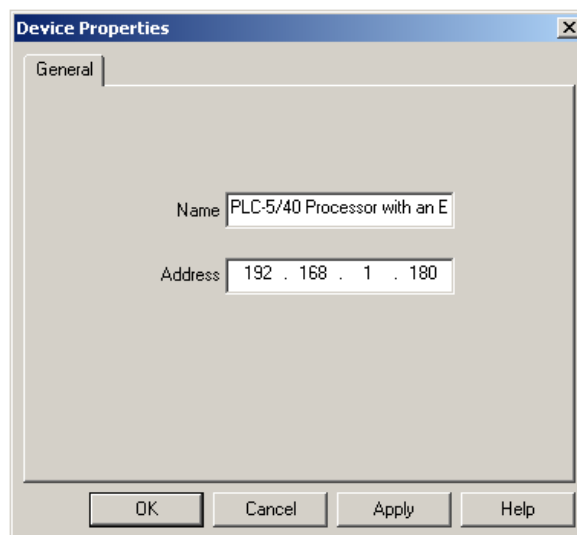 Device Properties
General
Name PLC-5/40 Processor with an E
Address 192 . 168 . 1 . 180
OK Cancel Apply Help